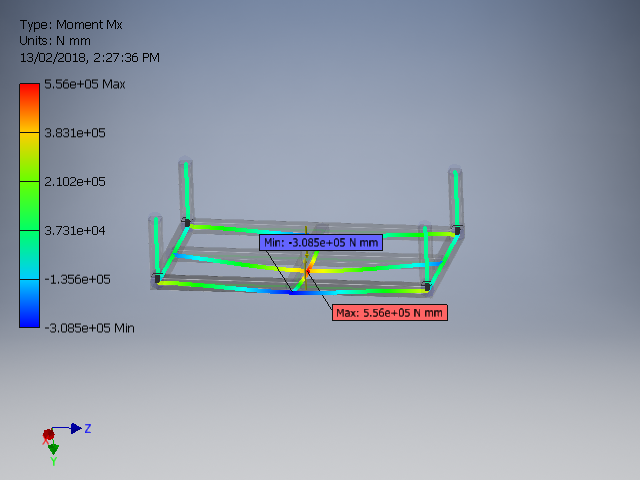 Type: Moment Mx
Units: N mm
13/02/2018, 2:27:36 PM
5.56e+05 Max
3.831e+05
2.102e+05
3.731e+04
-1.356e+05
-3.085e+05 Min
Min: -3.085e+05 N mm
Max: 5.56e+05 N mm
Z
X
Y